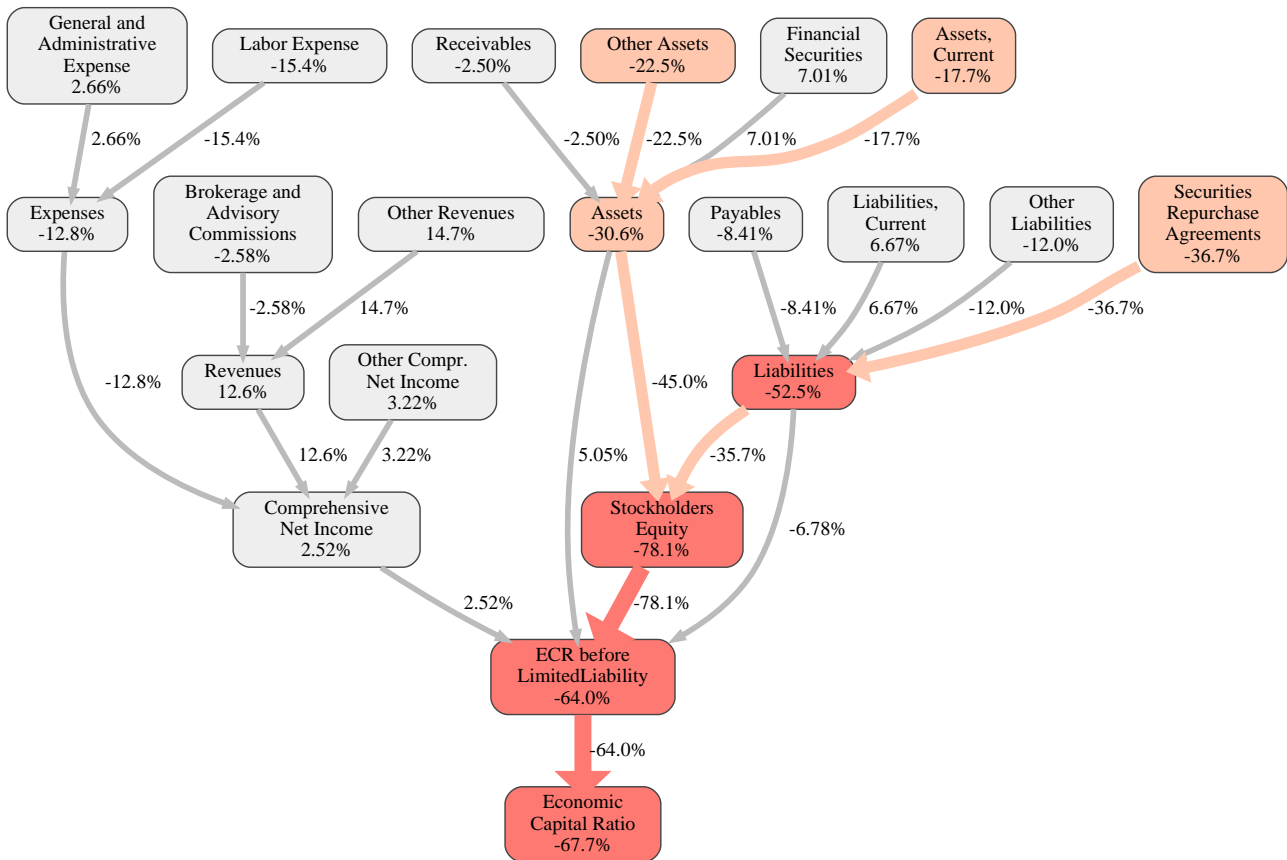 General and
Administrative
Expense
2.66%
Labor Expense
-15.4%
Receivables
-2.50%
Other Assets
-22.5%
Financial
Securities
7.01%
Assets,
Current
-17.7%
2.66%
-15.4%
-2.50%
-22.5%
7.01%
-17.7%
Expenses
-12.8%
Brokerage and
Advisory
Commissions
-2.58%
Other Revenues
14.7%
Assets
-30.6%
Payables
-8.41%
Liabilities,
Current
6.67%
Other
Liabilities
-12.0%
Securities
Repurchase
Agreements
-36.7%
-2.58%
14.7%
-8.41%
6.67%
-12.0%
-36.7%
-12.8%
Revenues
12.6%
Other Compr.
Net Income
3.22%
-45.0%
Liabilities
-52.5%
12.6%
3.22%
5.05%
-35.7%
Comprehensive
Net Income
2.52%
Stockholders
Equity
-78.1%
-6.78%
2.52%
-78.1%
ECR before
LimitedLiability
-64.0%
-64.0%
Economic
Capital Ratio
-67.7%